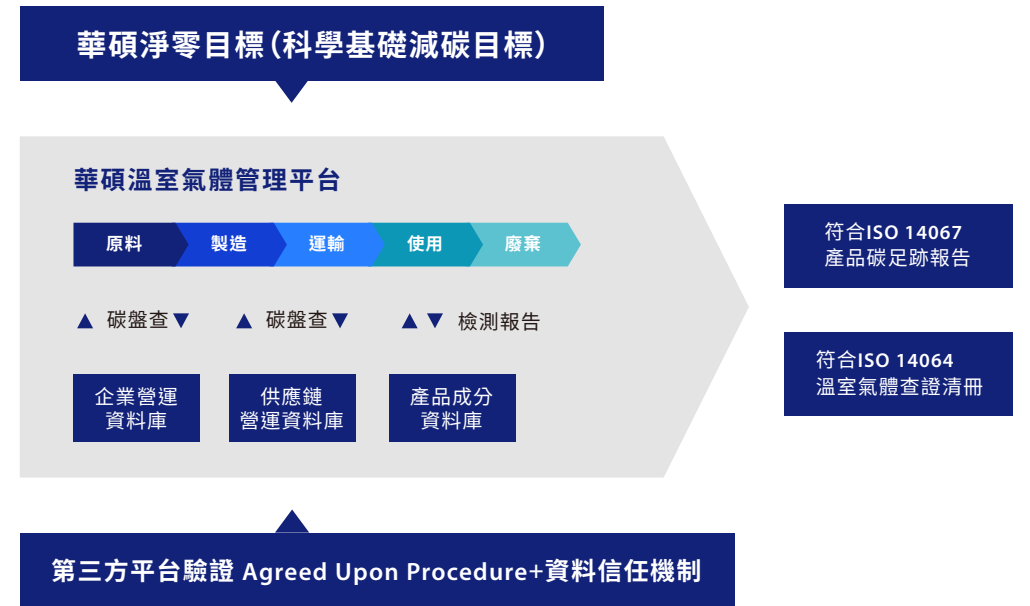 華碩淨零目標(科學基礎減碳目標)
華碩溫室氣體管理平台
原料 製造 運輸 使用 廢棄
▲ 碳盤查▼ ▲ 碳盤查▼ ▲▼ 檢測報告
企業營運
資料庫
供應鏈
營運資料庫
產品成分
資料庫
符合ISO 14067
產品碳足跡報告
符合ISO 14064
溫室氣體查證清冊
第三方平台驗證 Agreed Upon Procedure+資料信任機制